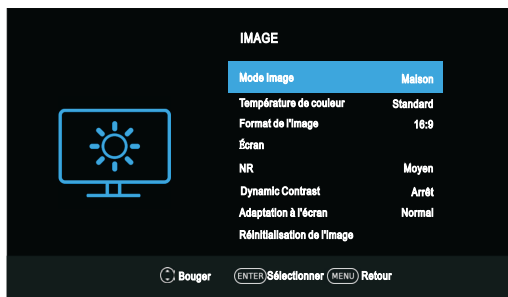 IMAGE
Mode Image Maison
Température de couleur Standard
Format de l'Image 16:9
Écran
NR Moyen
Dynamic Contrast Arrêt
Adaptation à l'écran Normal
Réinitialisation de l'Image
Bouger ENTER Sélectionner MENU Retour